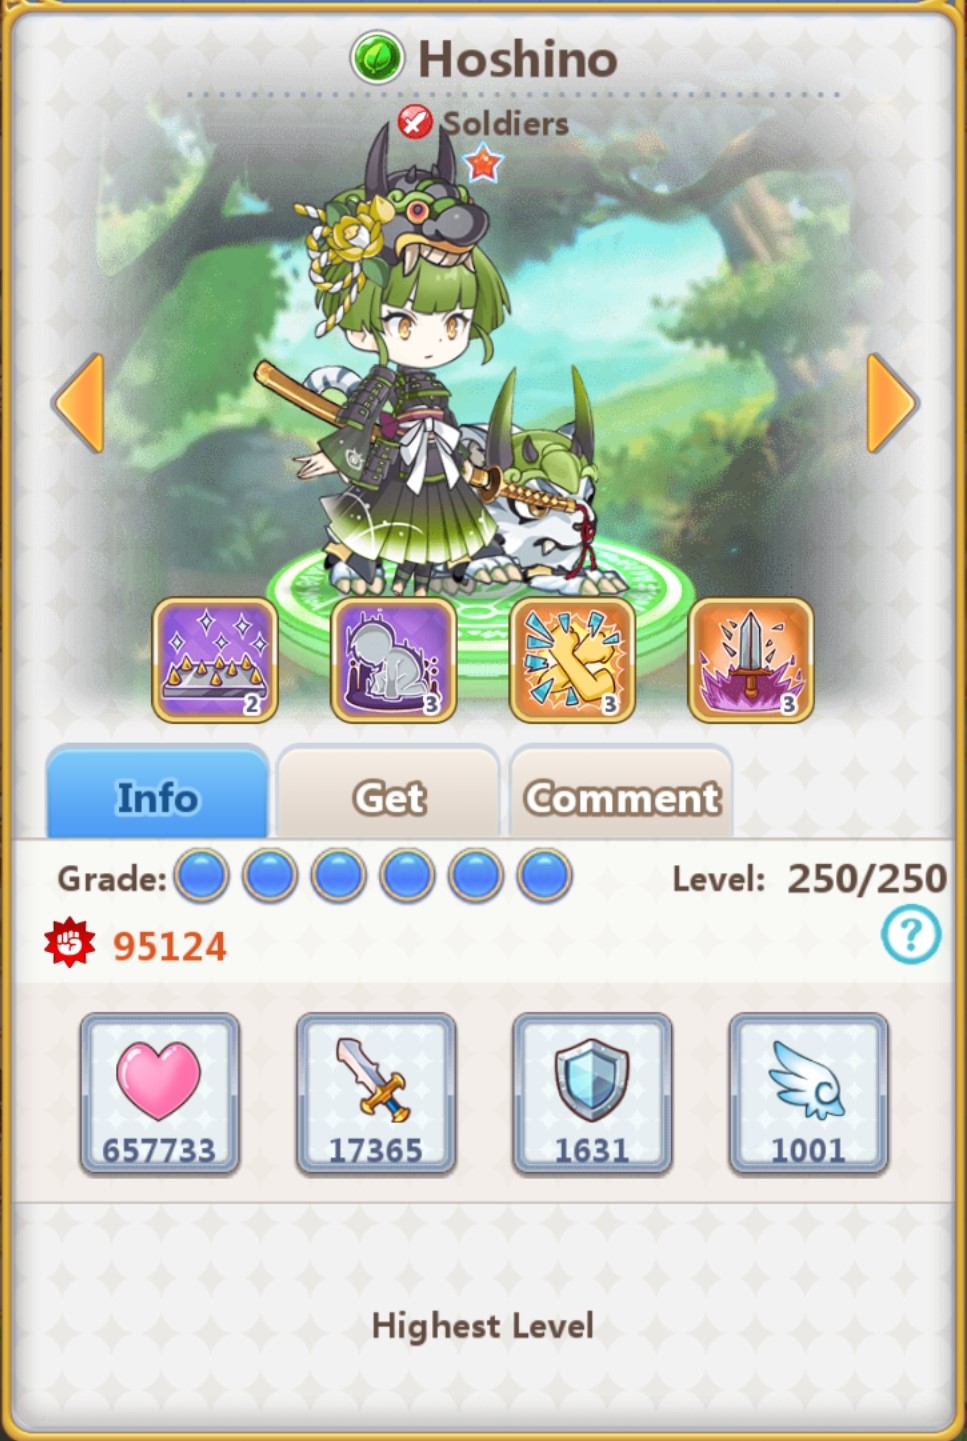 Hoshino
Soldiers
2 3 3 3
Info Get Comment
Grade: Level: 250/250
95124 ?
657733 17365 1631 1001
Highest Level